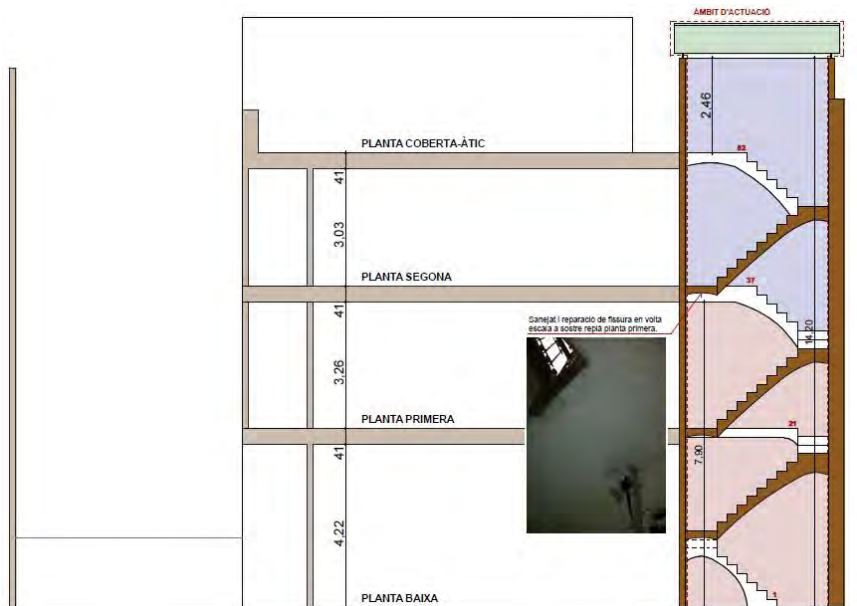 ÀMBIT D'ACTUACIÓ
2,46
PLANTA COBERTA-ÀTIC
52
41
3,03
PLANTA SEGONA
37
41
Sanejat i reparació de fissura en volta
escala a sostre replà planta primera.
14,20
3,26
PLANTA PRIMERA
21
41
7,90
4,22
PLANTA BAIXA
1